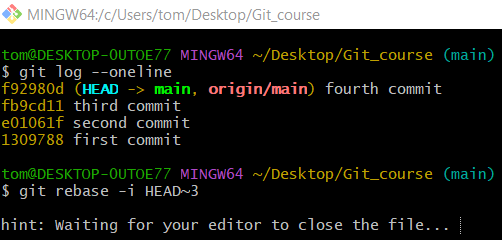 MINGW64:/c/Users/tom/Desktop/Git_course
tom@DESKTOP-OUTOE77 MINGW64 ~/Desktop/Git_course (main)
$ git log --oneline
f92980d (HEAD -> main, origin/main) fourth commit
fb9cd11 third commit
e01061f second commit
1309788 first commit
tom@DESKTOP-OUTOE77 MINGW64 ~/Desktop/Git_course (main)
$ git rebase -i HEAD~3
hint: Waiting for your editor to close the file...